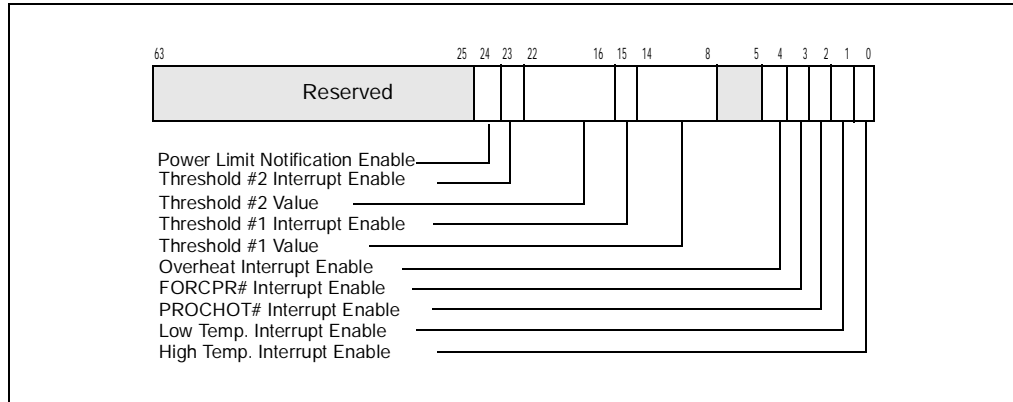 63 25 24 23 22 16 15 14 8 5 4 3 2 1 0
Reserved
Power Limit Notification Enable
Threshold #2 Interrupt Enable
Threshold #2 Value
Threshold #1 Interrupt Enable
Threshold #1 Value
Overheat Interrupt Enable
FORCPR# Interrupt Enable
PROCHOT# Interrupt Enable
Low Temp. Interrupt Enable
High Temp. Interrupt Enable